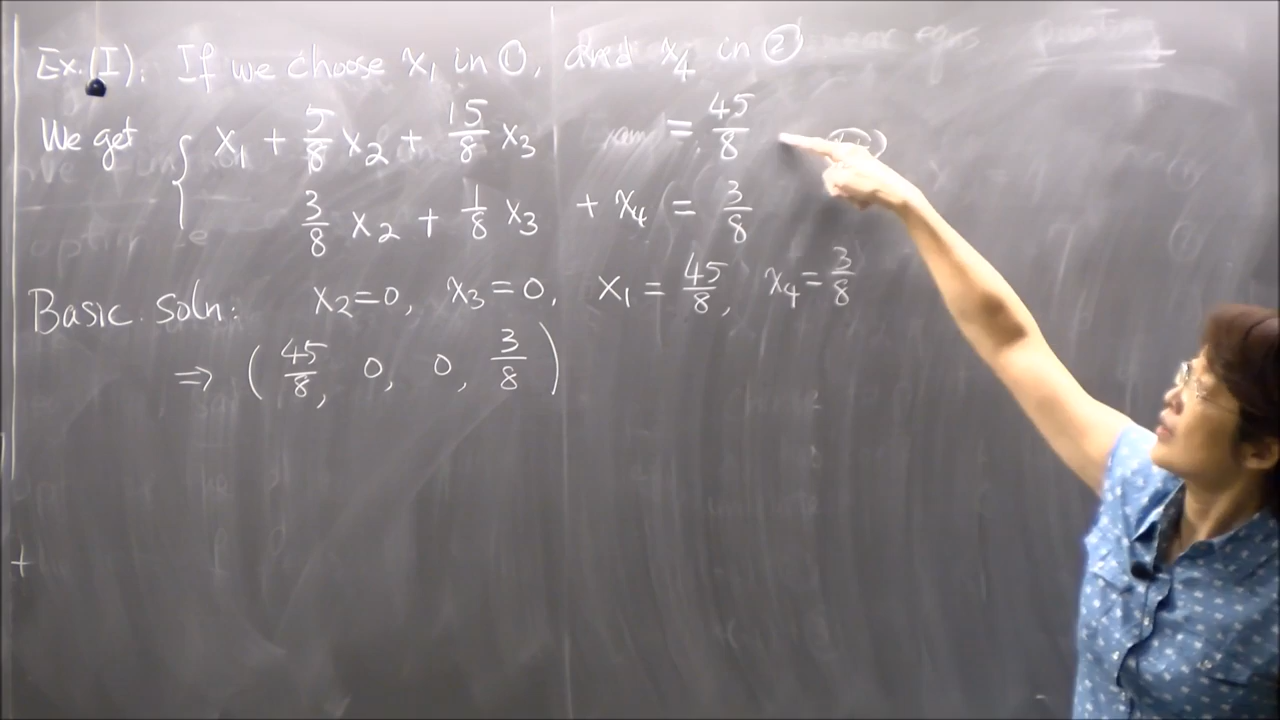 Ex.(I): If we choose x₁ in ①, and x₄ in ②
We get { x₁ + 5/8 x₂ + 15/8 x₃ = 45/8
3/8 x₂ + 1/8 x₃ + x₄ = 3/8
Basic soln: x₂=0, x₃=0, x₁ = 45/8, x₄ = 3/8
⇒ (45/8, 0, 0, 3/8)
+